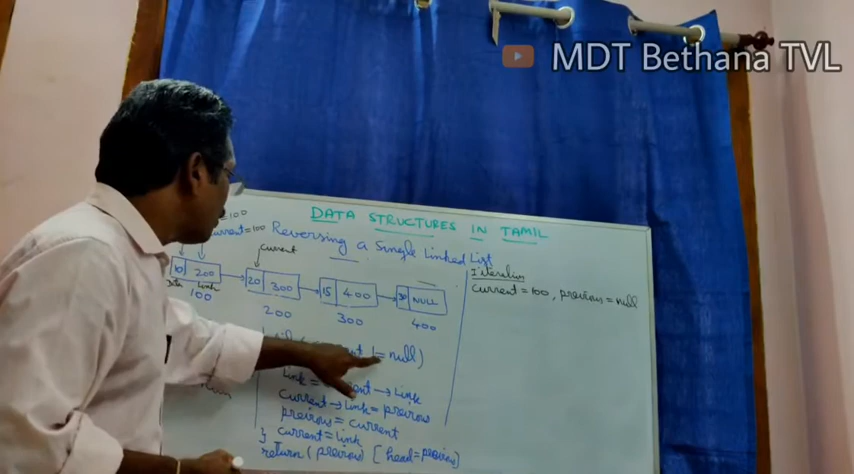 MDT Bethana TVL
DATA STRUCTURES IN TAMIL
=100
current=100 Reversing a Single Linked List
current
Iteration
current = 100, previous = null
10 200
20 300
15 400
30 NULL
Data Link
100
200
300
400
!= null)
Link = → Link
current → Link = previous
previous = current
} current = link
return (previous) [head=previous]